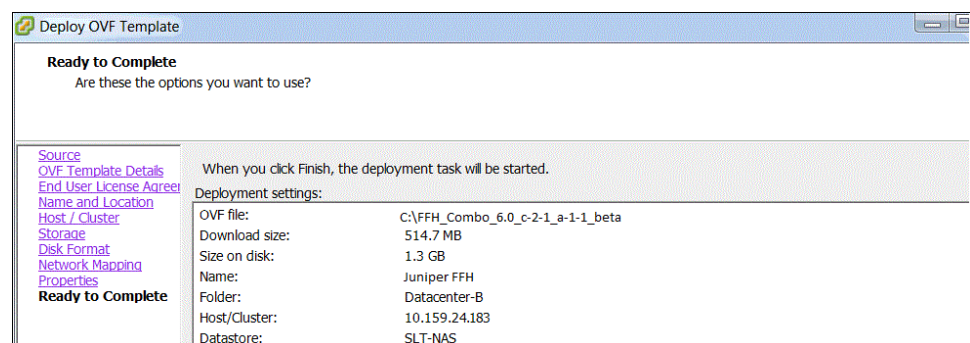 Deploy OVF Template
Ready to Complete
Are these the options you want to use?
Source
OVF Template Details
End User License Agreer
Name and Location
Host / Cluster
Storage
Disk Format
Network Mapping
Properties
Ready to Complete
When you click Finish, the deployment task will be started.
Deployment settings:
OVF file: C:\FFH_Combo_6.0_c-2-1_a-1-1_beta
Download size: 514.7 MB
Size on disk: 1.3 GB
Name: Juniper FFH
Folder: Datacenter-B
Host/Cluster: 10.159.24.183
Datastore: SLT-NAS